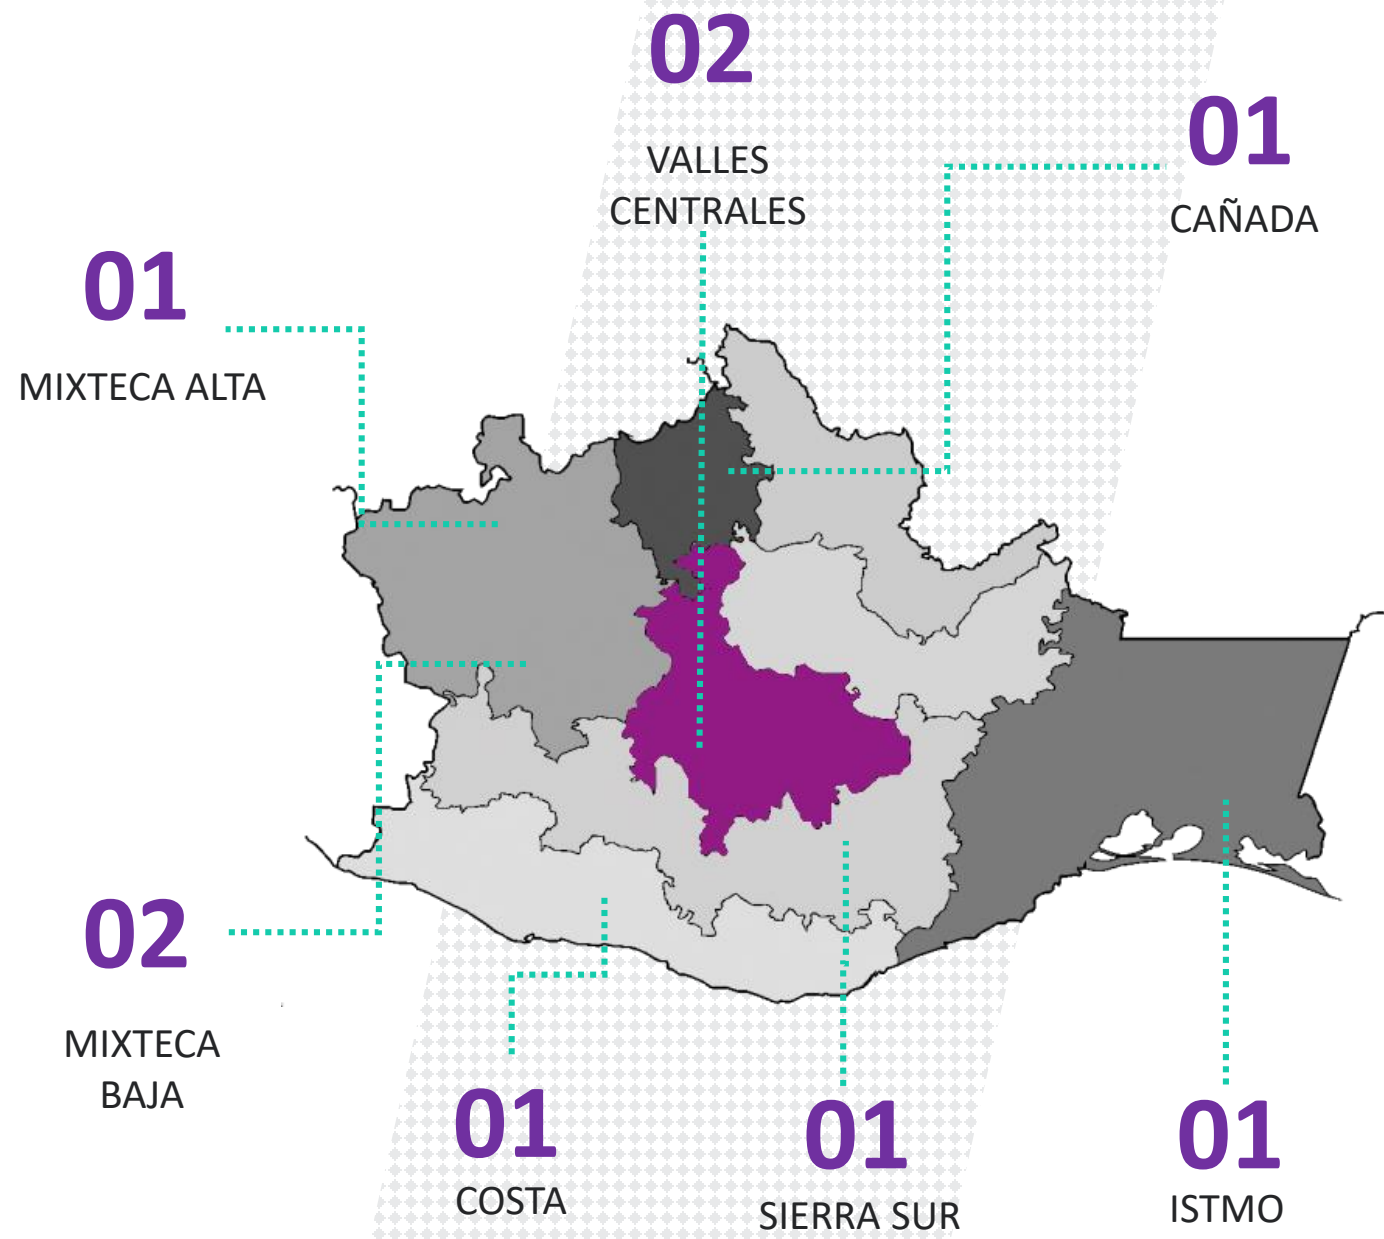 02
VALLES
CENTRALES
01
CAÑADA
01
MIXTECA ALTA
02
MIXTECA
BAJA
01
COSTA
01
SIERRA SUR
01
ISTMO